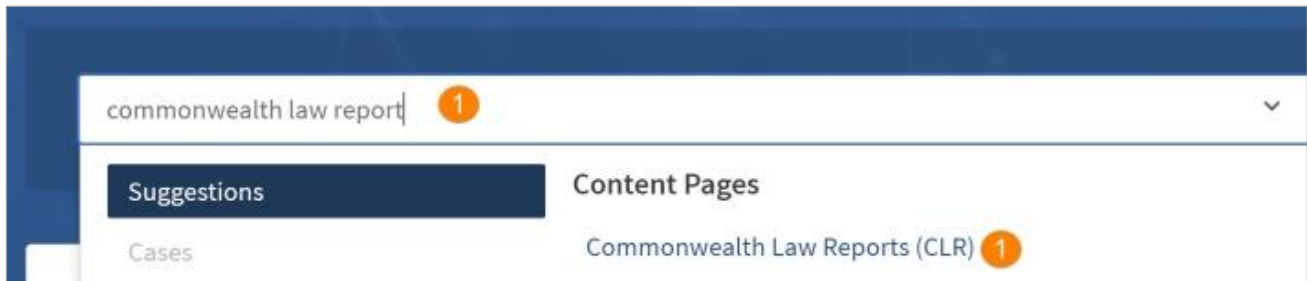 commonwealth law report 1
Suggestions
Content Pages
Cases
Commonwealth Law Reports (CLR) 1